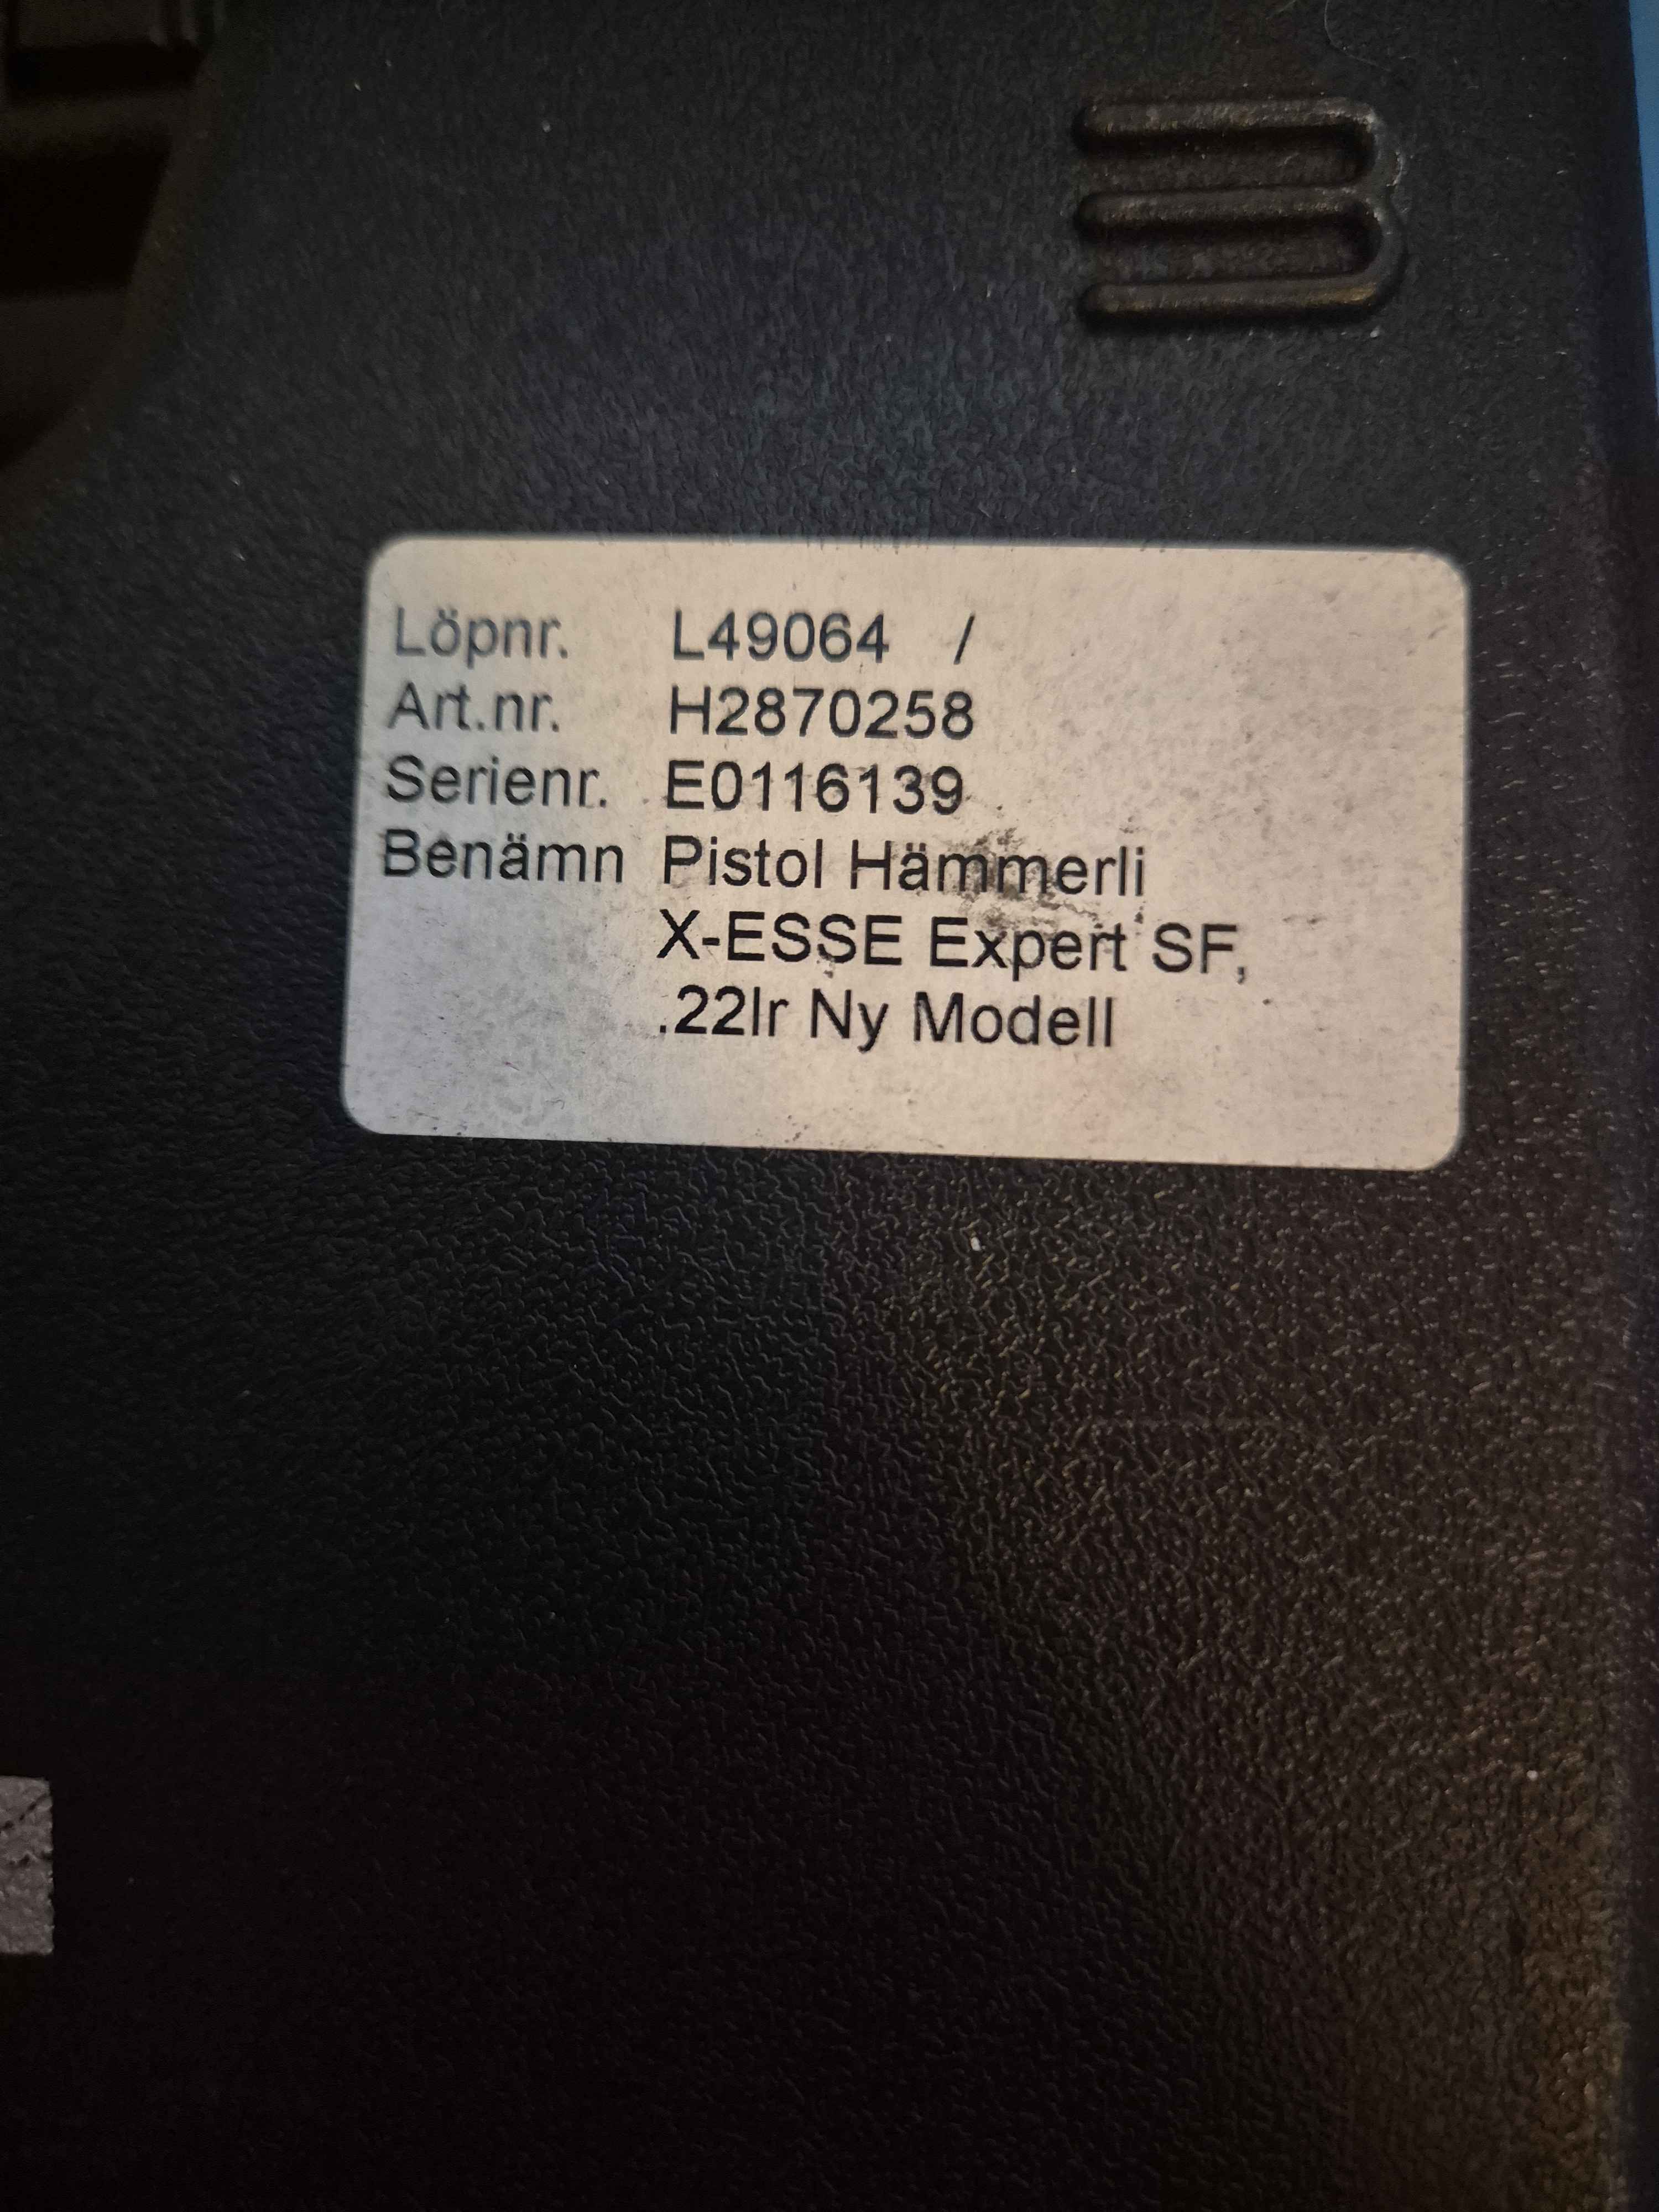 Löpnr. L49064 /
Art.nr. H2870258
Serienr. E0116139
Benämn Pistol Hämmerli
X-ESSE Expert SF,
.22lr Ny Modell